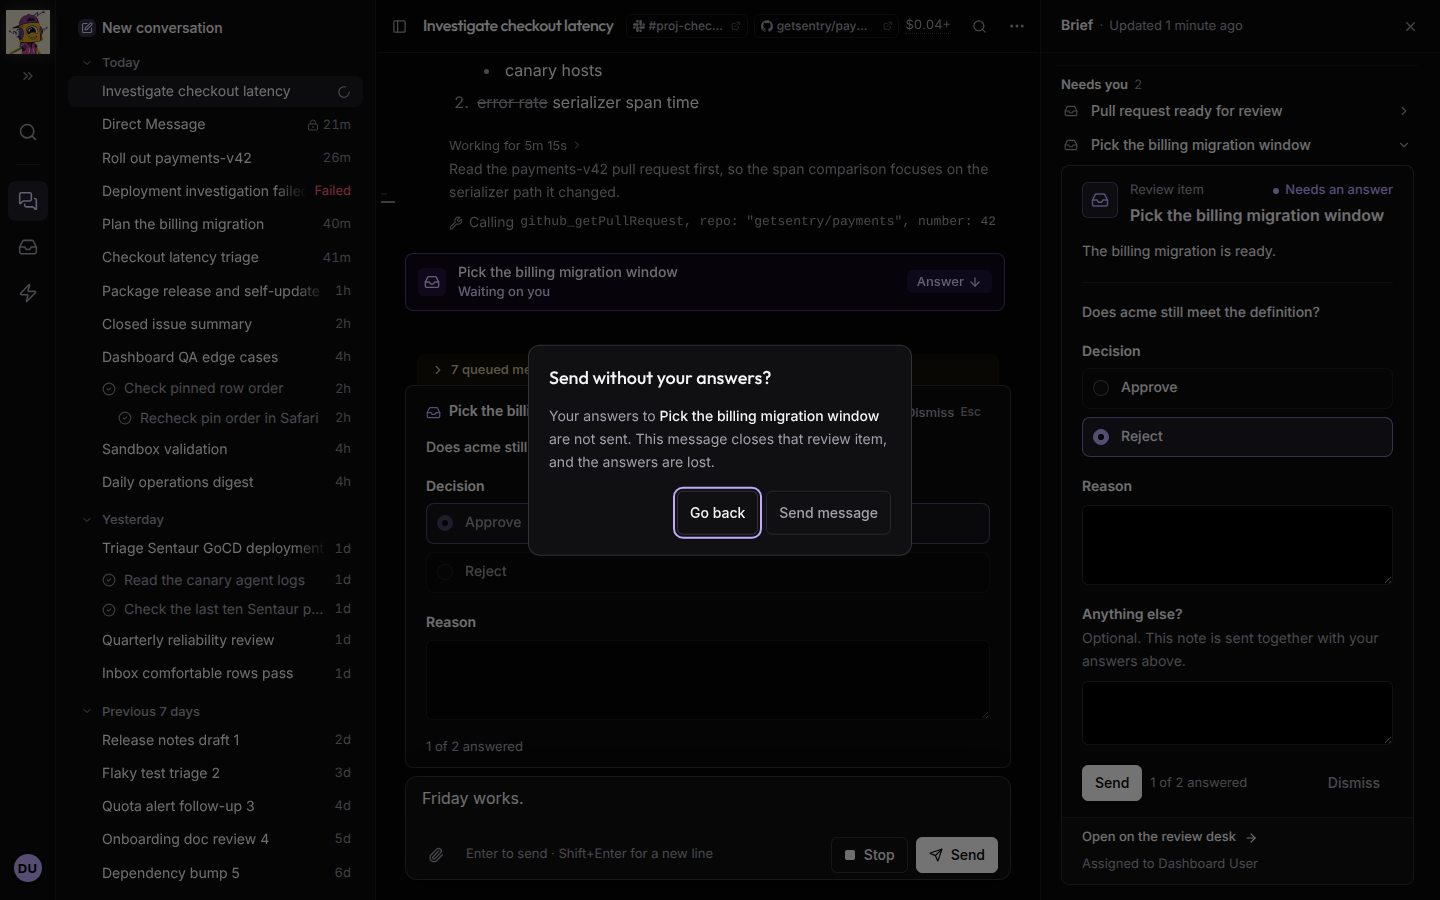 New conversation
Today
Investigate checkout latency
Direct Message 21m
Roll out payments-v42 26m
Deployment investigation faile Failed
Plan the billing migration 40m
Checkout latency triage 41m
Package release and self-update 1h
Closed issue summary 2h
Dashboard QA edge cases 4h
Check pinned row order 2h
Recheck pin order in Safari 2h
Sandbox validation 4h
Daily operations digest 4h
Yesterday
Triage Sentaur GoCD deployment 1d
Read the canary agent logs 1d
Check the last ten Sentaur p... 1d
Quarterly reliability review 1d
Inbox comfortable rows pass 1d
Previous 7 days
Release notes draft 1 2d
Flaky test triage 2 3d
Quota alert follow-up 3 4d
Onboarding doc review 4 5d
Dependency bump 5 6d
DU
Investigate checkout latency #proj-chec... getsentry/pay... $0.04+
• canary hosts
2. error rate serializer span time
Working for 5m 15s
Read the payments-v42 pull request first, so the span comparison focuses on the
serializer path it changed.
Calling github_getPullRequest, repo: "getsentry/payments", number: 42
Pick the billing migration window
Waiting on you
Answer
7 queued me
Pick the billi
Dismiss Esc
Does acme still
Decision
Approve
Reject
Reason
1 of 2 answered
Friday works.
Enter to send · Shift+Enter for a new line
Stop
Send
Send without your answers?
Your answers to Pick the billing migration window
are not sent. This message closes that review item,
and the answers are lost.
Go back
Send message
Brief · Updated 1 minute ago
Needs you 2
Pull request ready for review
Pick the billing migration window
Review item
Needs an answer
Pick the billing migration window
The billing migration is ready.
Does acme still meet the definition?
Decision
Approve
Reject
Reason
Anything else?
Optional. This note is sent together with your
answers above.
Send
1 of 2 answered
Dismiss
Open on the review desk
Assigned to Dashboard User